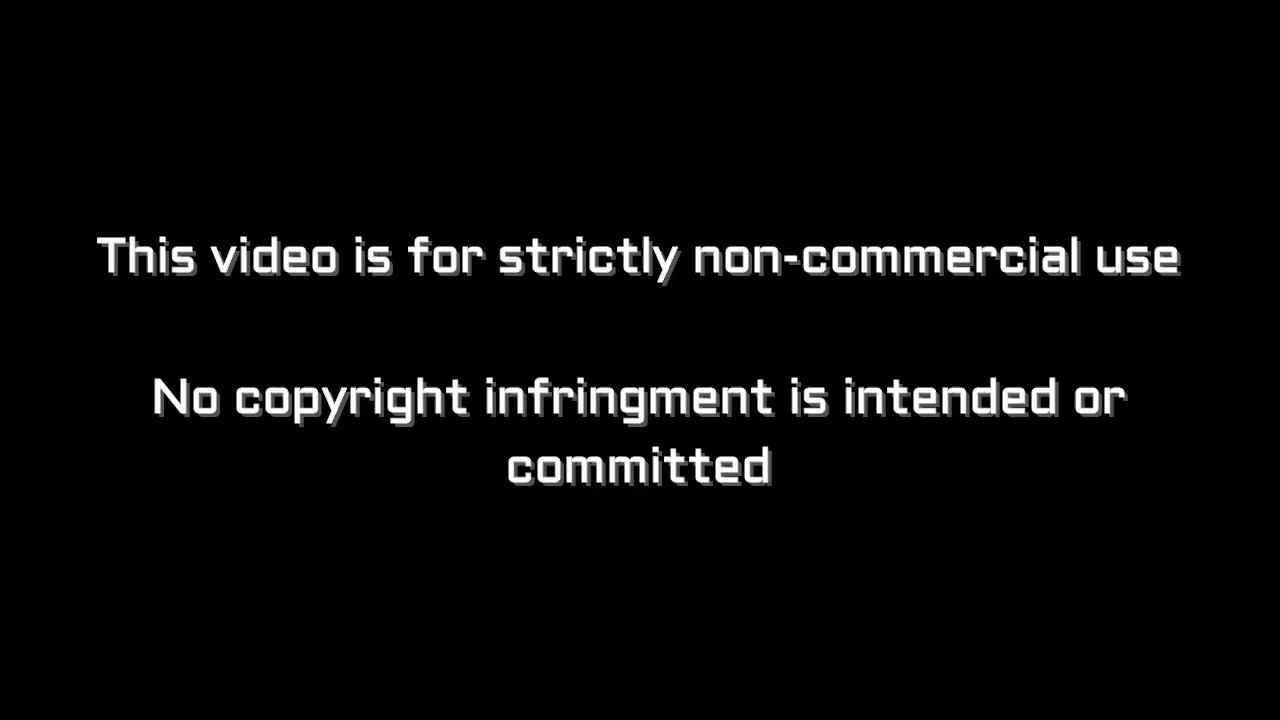 This video is for strictly non-commercial use
No copyright infringment is intended or
committed